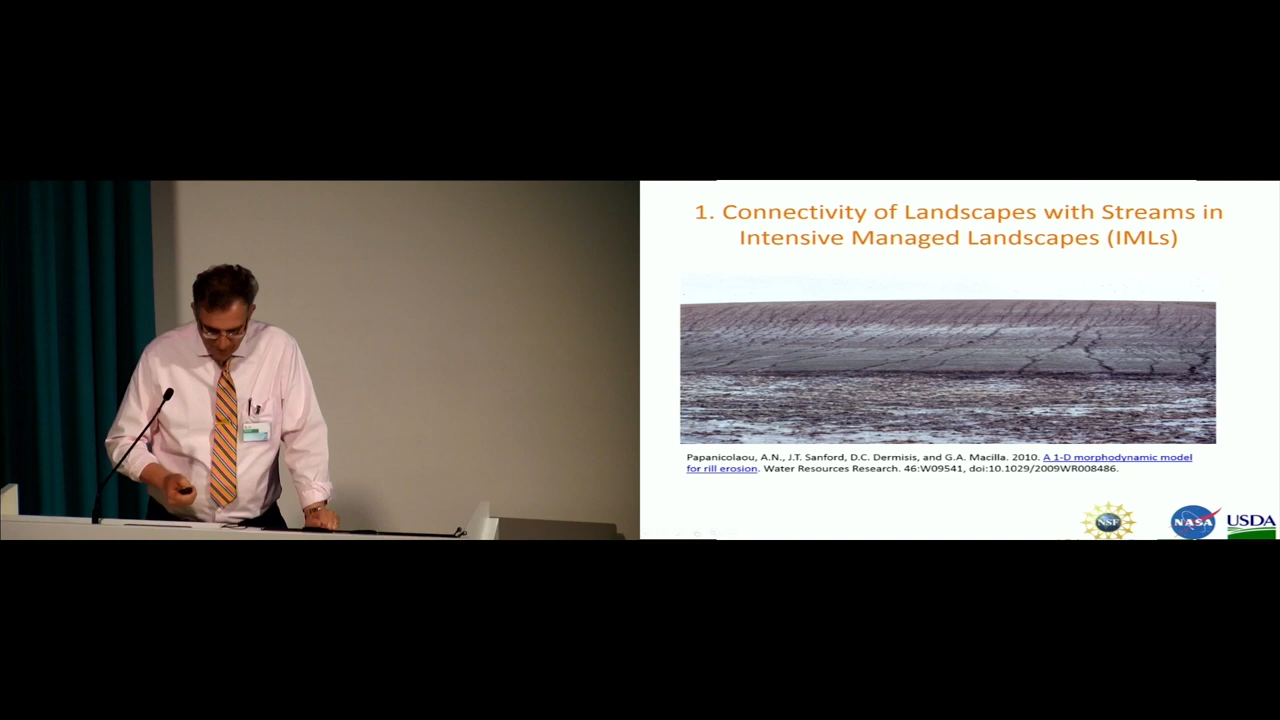 1. Connectivity of Landscapes with Streams in
Intensive Managed Landscapes (IMLs)
Papanicolaou, A.N., J.T. Sanford, D.C. Dermisis, and G.A. Macilla. 2010. A 1-D morphodynamic model
for rill erosion. Water Resources Research. 46:W09541, doi:10.1029/2009WR008486.
NSF
NASA
USDA